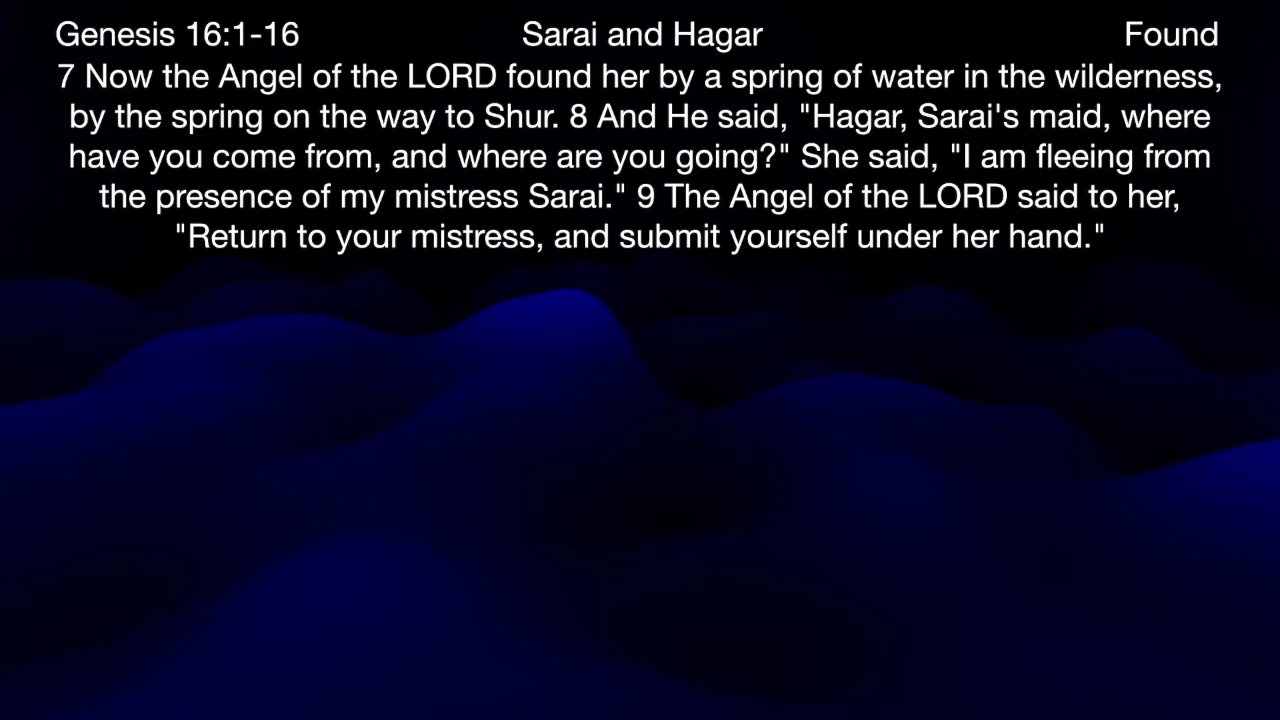 Genesis 16:1-16 Sarai and Hagar Found
7 Now the Angel of the LORD found her by a spring of water in the wilderness,
by the spring on the way to Shur. 8 And He said, "Hagar, Sarai's maid, where
have you come from, and where are you going?" She said, "I am fleeing from
the presence of my mistress Sarai." 9 The Angel of the LORD said to her,
"Return to your mistress, and submit yourself under her hand."